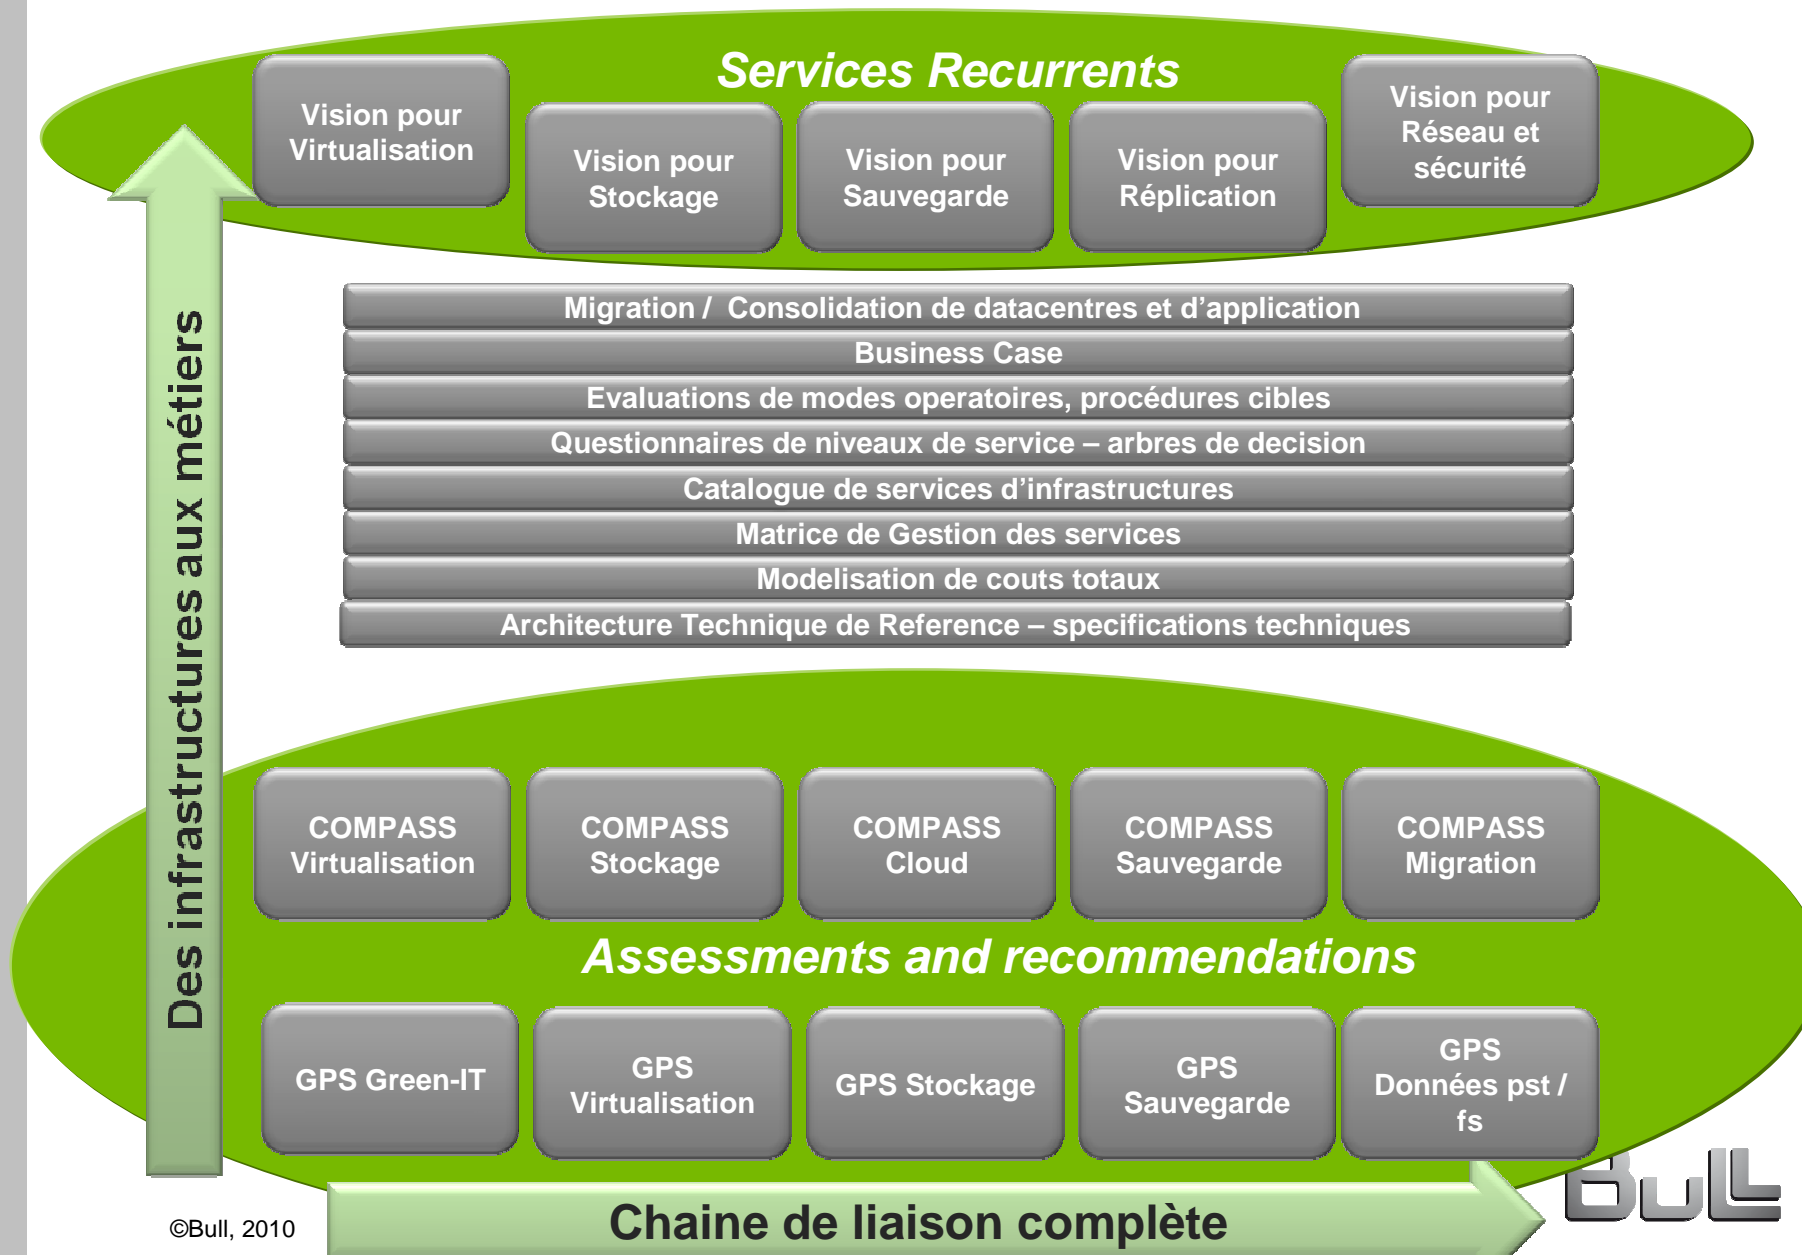 Services Recurrents
Vision pour
Virtualisation
Vision pour
Stockage
Vision pour
Sauvegarde
Vision pour
Réplication
Vision pour
Réseau et
sécurité
Migration / Consolidation de datacentres et d’application
Business Case
Evaluations de modes operatoires, procédures cibles
Questionnaires de niveaux de service – arbres de decision
Catalogue de services d’infrastructures
Matrice de Gestion des services
Modelisation de couts totaux
Architecture Technique de Reference – specifications techniques
Des infrastructures aux métiers
COMPASS
Virtualisation
COMPASS
Stockage
COMPASS
Cloud
COMPASS
Sauvegarde
COMPASS
Migration
Assessments and recommendations
GPS Green-IT
GPS
Virtualisation
GPS Stockage
GPS
Sauvegarde
GPS
Données pst /
fs
Chaine de liaison complète
©Bull, 2010
Bull